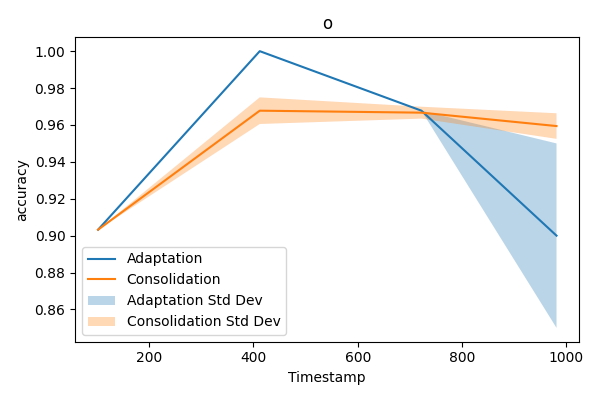 o
accuracy
1.00
0.98
0.96
0.94
0.92
0.90
0.88
0.86
Adaptation
Consolidation
Adaptation Std Dev
Consolidation Std Dev
200 400 600 800 1000
Timestamp